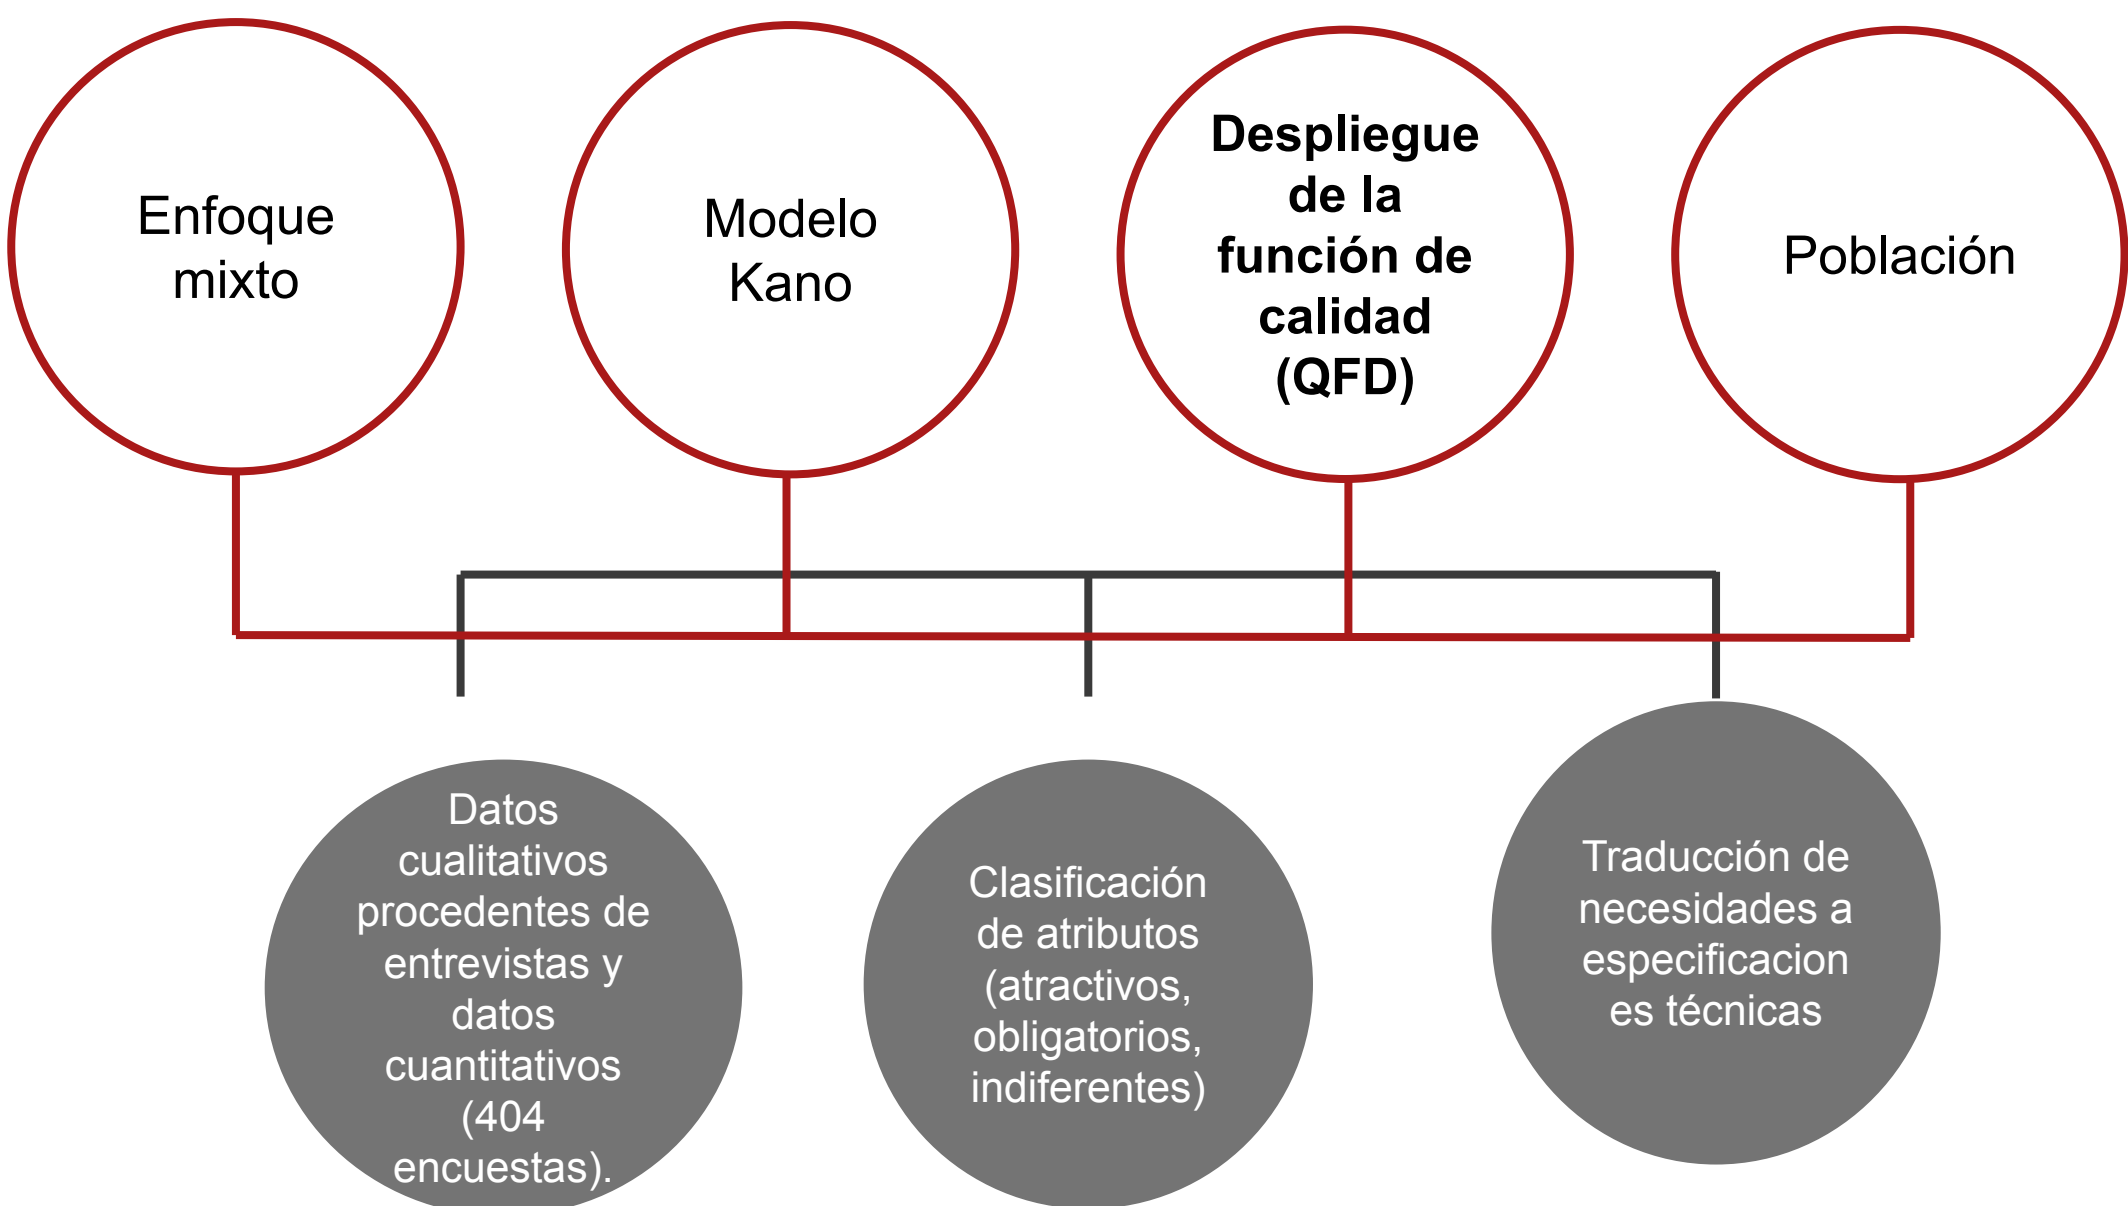 Enfoque
mixto
Modelo
Kano
Despliegue
de la
función de
calidad
(QFD)
Población
Datos
cualitativos
procedentes de
entrevistas y
datos
cuantitativos
(404
encuestas).
Clasificación
de atributos
(atractivos,
obligatorios,
indiferentes)
Traducción de
necesidades a
especificacion
es técnicas